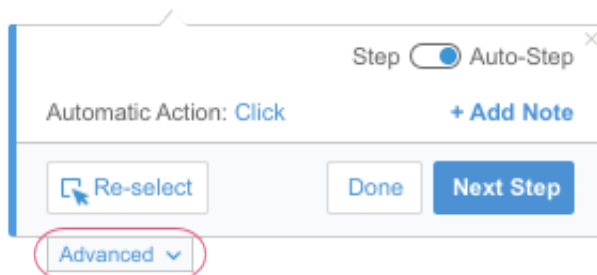 Step Auto-Step
Automatic Action: Click + Add Note
Re-select Done Next Step
Advanced